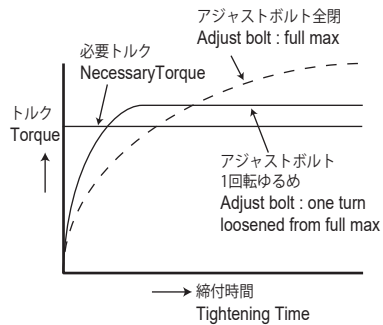 アジャストボルト全閉
Adjust bolt : full max
必要トルク
NecessaryTorque
トルク
Torque
アジャストボルト
1回転ゆるめ
Adjust bolt : one turn
loosened from full max
締付時間
Tightening Time